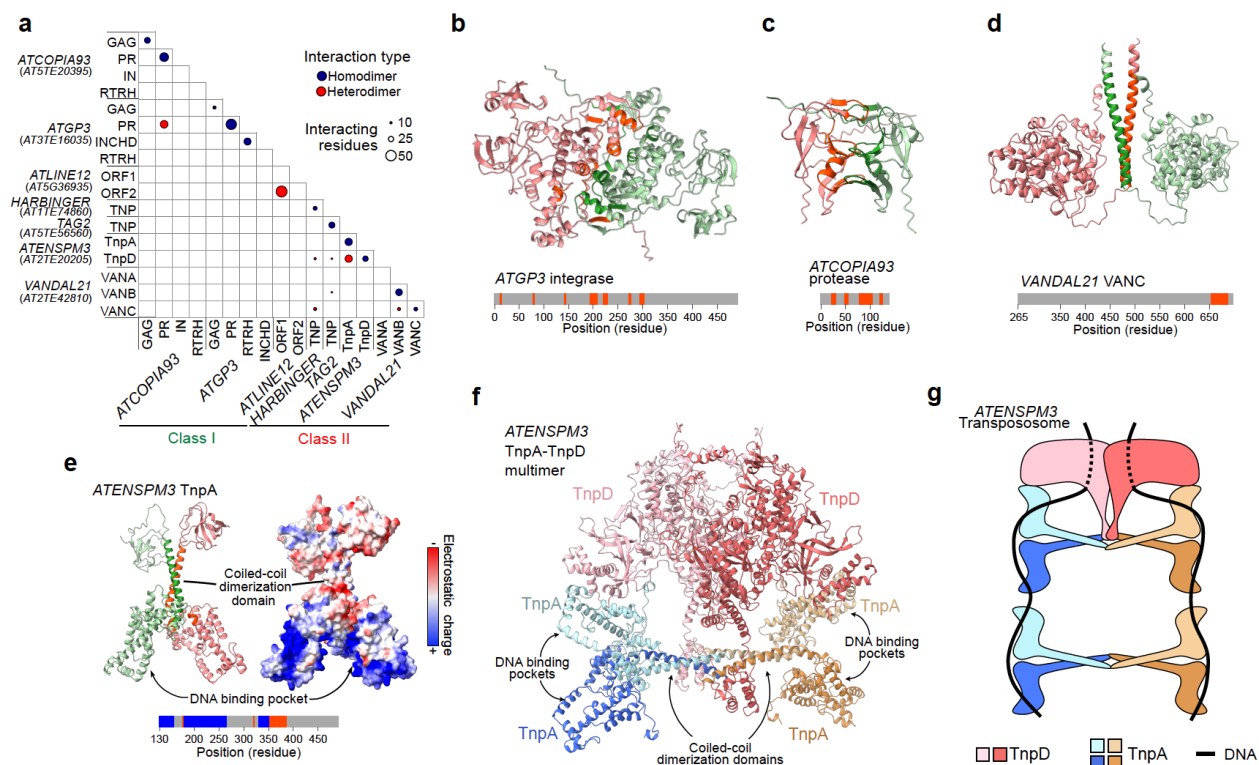 a
GAG
PR
IN
RTRH
GAG
PR
INCHD
RTRH
ORF1
ORF2
TNP
TNP
TnpA
TnpD
VANA
VANB
VANC
ATCOPIA93
(AT5TE20395)
ATGP3
(AT3TE16035)
ATLINE12
(AT5G36935)
HARBINGER
(AT1TE74860)
TAG2
(AT5TE56560)
ATENSPM3
(AT2TE20205)
VANDAL21
(AT2TE42810)
Interaction type
Homodimer
Heterodimer
Interacting
residues
10
25
50
GAG
PR
IN
RTRH
GAG
PR
RTRH
INCHD
ORF1
ORF2
TNP
TNP
TnpA
TnpD
VANA
VANB
VANC
ATCOPIA93
ATGP3
ATLINE12
HARBINGER
TAG2
ATENSPM3
VANDAL21
Class I
Class II
b
ATGP3 integrase
0 50 100 150 200 250 300 350 400 450
Position (residue)
c
ATCOPIA93
protease
0 50 100
Position (residue)
d
VANDAL21 VANC
265 350 400 450 500 550 600 650
Position (residue)
e
ATENSPM3 TnpA
Coiled-coil
dimerization
domain
DNA binding pocket
-
Electrostatic charge
+
130 150 200 250 300 350 400 450
Position (residue)
f
ATENSPM3
TnpA-TnpD
multimer
TnpD
TnpD
TnpA
TnpA
DNA binding
pockets
DNA binding
pockets
TnpA
TnpA
Coiled-coil
dimerization domains
g
ATENSPM3
Transpososome
TnpD
TnpA
DNA